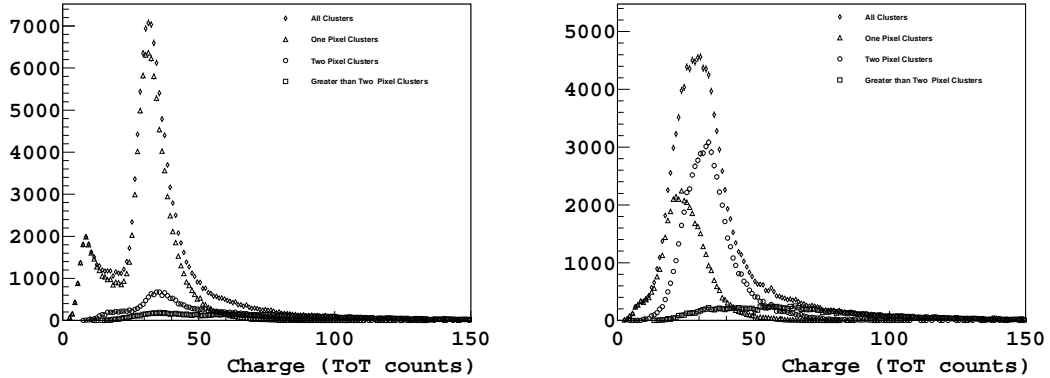 7000
6000
5000
4000
3000
2000
1000
0
0 50 100 150
Charge (ToT counts)
All Clusters
One Pixel Clusters
Two Pixel Clusters
Greater than Two Pixel Clusters
5000
4000
3000
2000
1000
0
0 50 100 150
Charge (ToT counts)
All Clusters
One Pixel Clusters
Two Pixel Clusters
Greater than Two Pixel Clusters